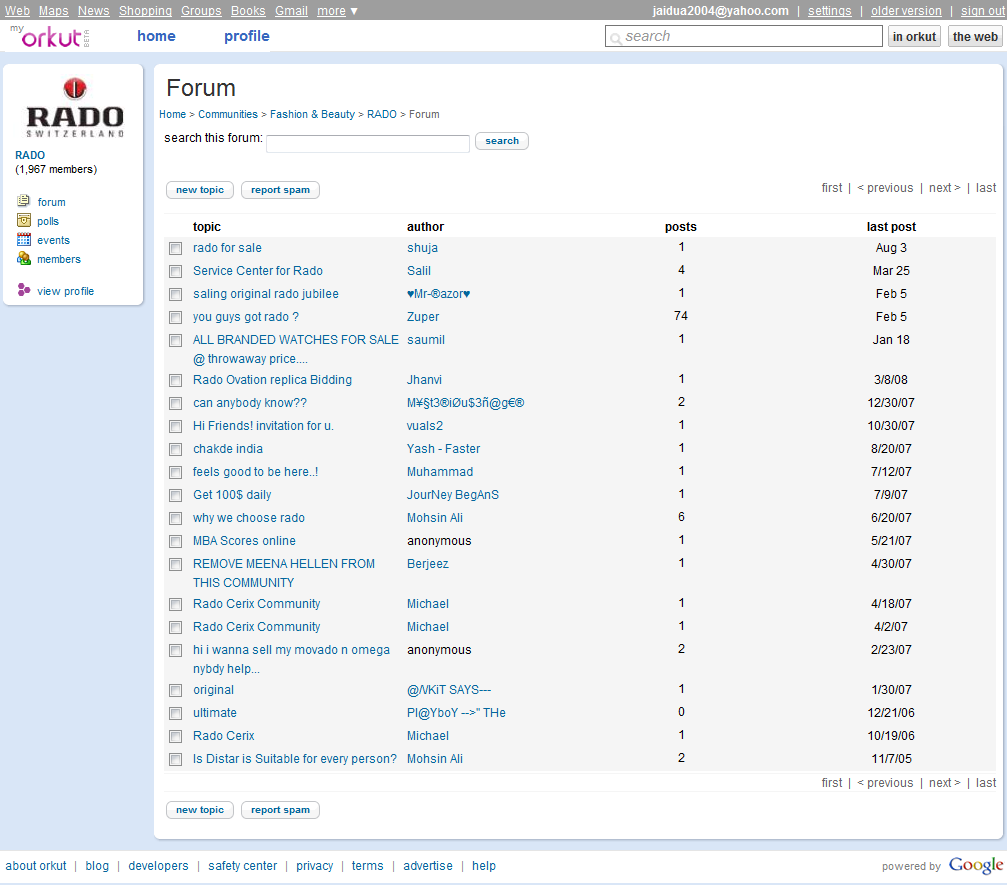 Web Maps News Shopping Groups Books Gmail more ▼ jaidua2004@yahoo.com | settings | older version | sign out
my orkut BETA home profile search in orkut the web
RADO
SWITZERLAND
RADO
(1,967 members)
forum
polls
events
members
view profile
Forum
Home > Communities > Fashion & Beauty > RADO > Forum
search this forum: search
new topic report spam first | < previous | next > | last
topic author posts last post
rado for sale shuja 1 Aug 3
Service Center for Rado Salil 4 Mar 25
saling original rado jubilee ♥Mr-®azor♥ 1 Feb 5
you guys got rado ? Zuper 74 Feb 5
ALL BRANDED WATCHES FOR SALE saumil 1 Jan 18
@ throwaway price....
Rado Ovation replica Bidding Jhanvi 1 3/8/08
can anybody know?? M¥§t3®iØu$3ñ@g€® 2 12/30/07
Hi Friends! invitation for u. vuals2 1 10/30/07
chakde india Yash - Faster 1 8/20/07
feels good to be here..! Muhammad 1 7/12/07
Get 100$ daily JourNey BegAnS 1 7/9/07
why we choose rado Mohsin Ali 6 6/20/07
MBA Scores online anonymous 1 5/21/07
REMOVE MEENA HELLEN FROM Berjeez 1 4/30/07
THIS COMMUNITY
Rado Cerix Community Michael 1 4/18/07
Rado Cerix Community Michael 1 4/2/07
hi i wanna sell my movado n omega anonymous 2 2/23/07
nybdy help...
original @/\/KiT SAYS--- 1 1/30/07
ultimate Pl@YboY -->" THe 0 12/21/06
Rado Cerix Michael 1 10/19/06
Is Distar is Suitable for every person? Mohsin Ali 2 11/7/05
first | < previous | next > | last
new topic report spam
about orkut | blog | developers | safety center | privacy | terms | advertise | help powered by Google